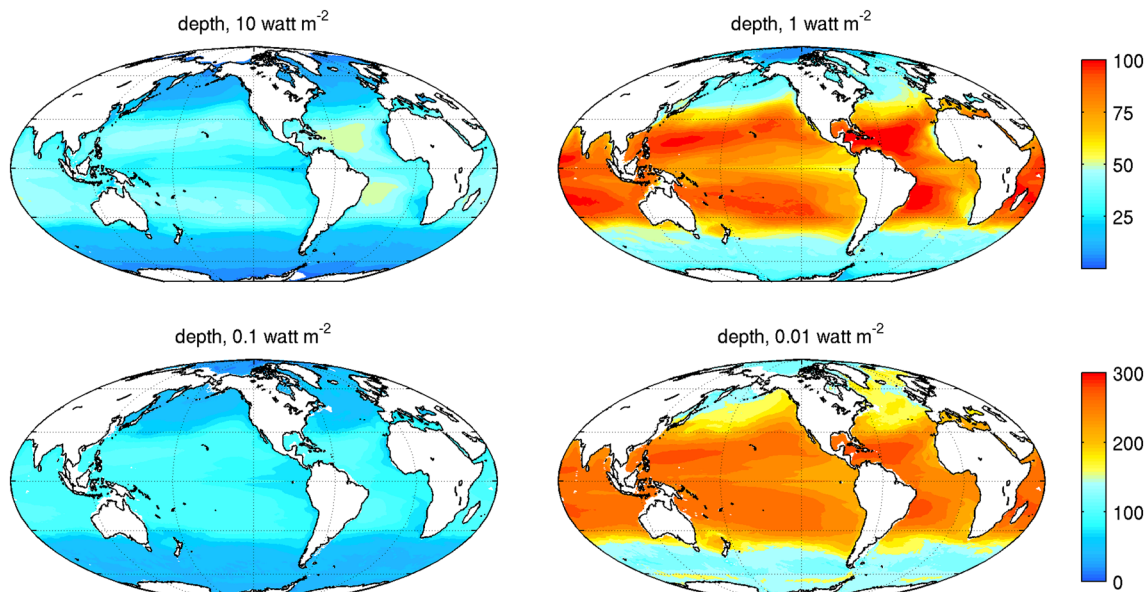 depth, 10 watt m⁻²
depth, 1 watt m⁻²
100
75
50
25
depth, 0.1 watt m⁻²
depth, 0.01 watt m⁻²
300
200
100
0